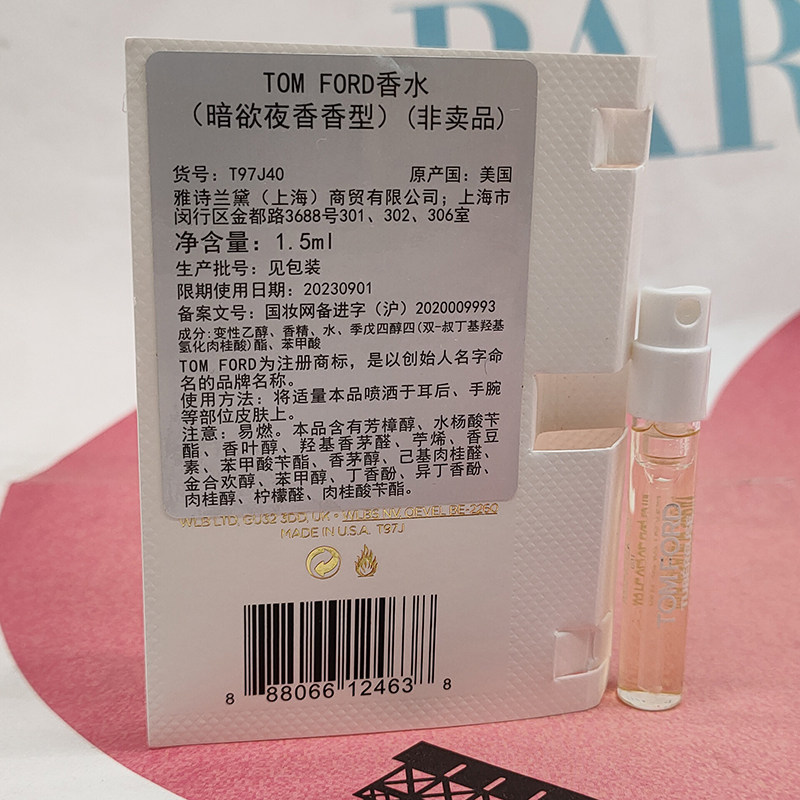 PAR
TOM FORD香水
（暗欲夜香香型）(非卖品)
货号：T97J40 原产国：美国
雅诗兰黛（上海）商贸有限公司；上海市
闵行区金都路3688号301、302、306室
净含量：1.5ml
生产批号：见包装
限期使用日期：20230901
备案文号：国妆网备进字（沪）2020009993
成分:变性乙醇、香精、水、季戊四醇四(双-叔丁基羟基
氢化肉桂酸)酯、苯甲酸
TOM FORD为注册商标，是以创始人名字命
名的品牌名称。
使用方法：将适量本品喷洒于耳后、手腕
等部位皮肤上。
注意：易燃。本品含有芳樟醇、水杨酸苄
酯、香叶醇、羟基香茅醛、苧烯、香豆
素、苯甲酸苄酯、香茅醇、己基肉桂醛、
金合欢醇、苯甲醇、丁香酚、异丁香酚、
肉桂醇、柠檬醛、肉桂酸苄酯。
WLB LTD, GU32 3DD, UK • WLBE NV, OEVEL BE-2260
MADE IN U.S.A. T97J
8 88066 12463 8
TOM FORD